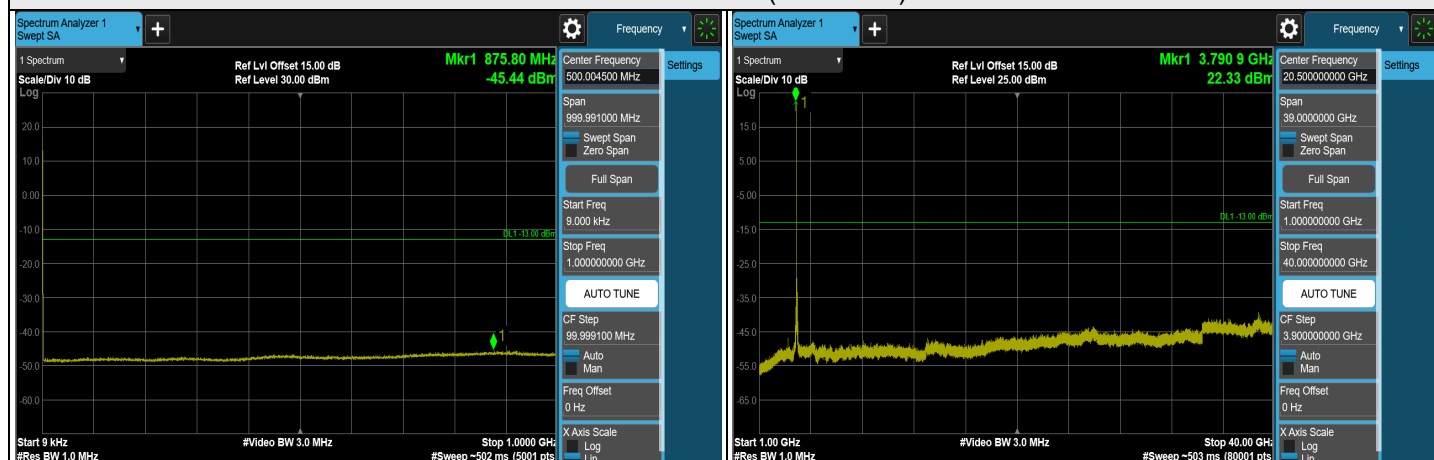 Spectrum Analyzer 1
Swept SA
+
Frequency
1 Spectrum
Scale/Div 10 dB
Log
Ref Lvl Offset 15.00 dB
Ref Level 30.00 dBm
Mkr1 875.80 MHz
-45.44 dBm
20.0
10.0
0.00
-10.0
-20.0
-30.0
-40.0
-50.0
-60.0
DL1 -13.00 dBm
1
Start 9 kHz
#Res BW 1.0 MHz
#Video BW 3.0 MHz
Stop 1.0000 GHz
#Sweep ~502 ms (5001 pts
Center Frequency
500.004500 MHz
Settings
Span
999.991000 MHz
Swept Span
Zero Span
Full Span
Start Freq
9.000 kHz
Stop Freq
1.000000000 GHz
AUTO TUNE
CF Step
99.999100 MHz
Auto
Man
Freq Offset
0 Hz
X Axis Scale
Log
Lin
Spectrum Analyzer 1
Swept SA
+
Frequency
1 Spectrum
Scale/Div 10 dB
Log
Ref Lvl Offset 15.00 dB
Ref Level 25.00 dBm
Mkr1 3.790 9 GHz
22.33 dBm
1
15.0
5.00
-5.00
-15.0
-25.0
-35.0
-45.0
-55.0
-65.0
DL1 -13.00 dBm
Start 1.00 GHz
#Res BW 1.0 MHz
#Video BW 3.0 MHz
Stop 40.00 GHz
#Sweep ~503 ms (80001 pts
Center Frequency
20.500000000 GHz
Settings
Span
39.0000000 GHz
Swept Span
Zero Span
Full Span
Start Freq
1.000000000 GHz
Stop Freq
40.000000000 GHz
AUTO TUNE
CF Step
3.900000000 GHz
Auto
Man
Freq Offset
0 Hz
X Axis Scale
Log
Lin